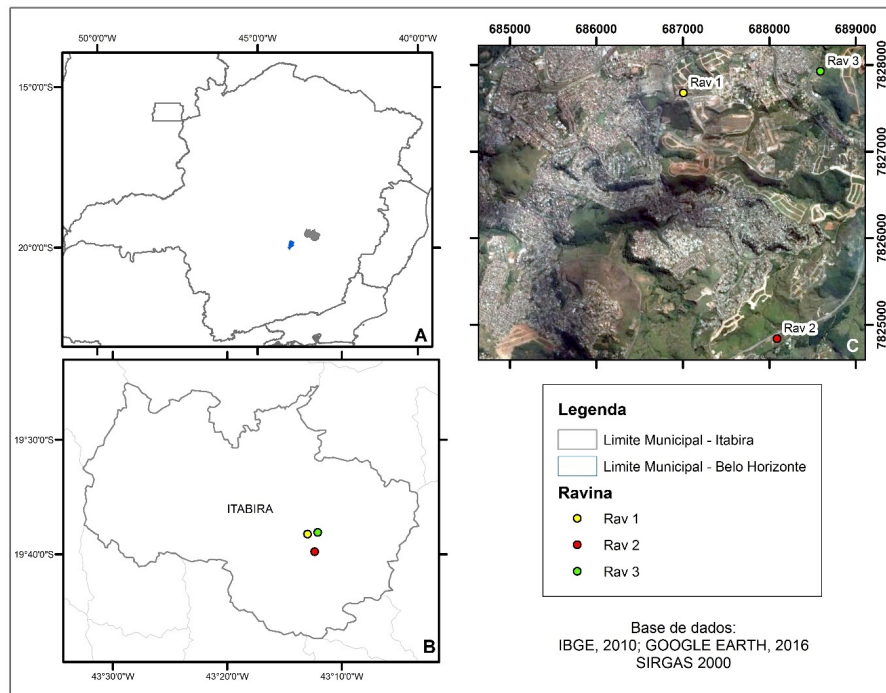 50°0'0"W
45°0'0"W
40°0'0"W
15°0'0"S
20°0'0"S
A
685000
686000
687000
688000
689000
7828000
7827000
7826000
7825000
Rav 1
Rav 3
Rav 2
C
19°30'0"S
19°40'0"S
ITABIRA
B
43°30'0"W
43°20'0"W
43°10'0"W
Legenda
Limite Municipal - Itabira
Limite Municipal - Belo Horizonte
Ravina
Rav 1
Rav 2
Rav 3
Base de dados:
IBGE, 2010; GOOGLE EARTH, 2016
SIRGAS 2000